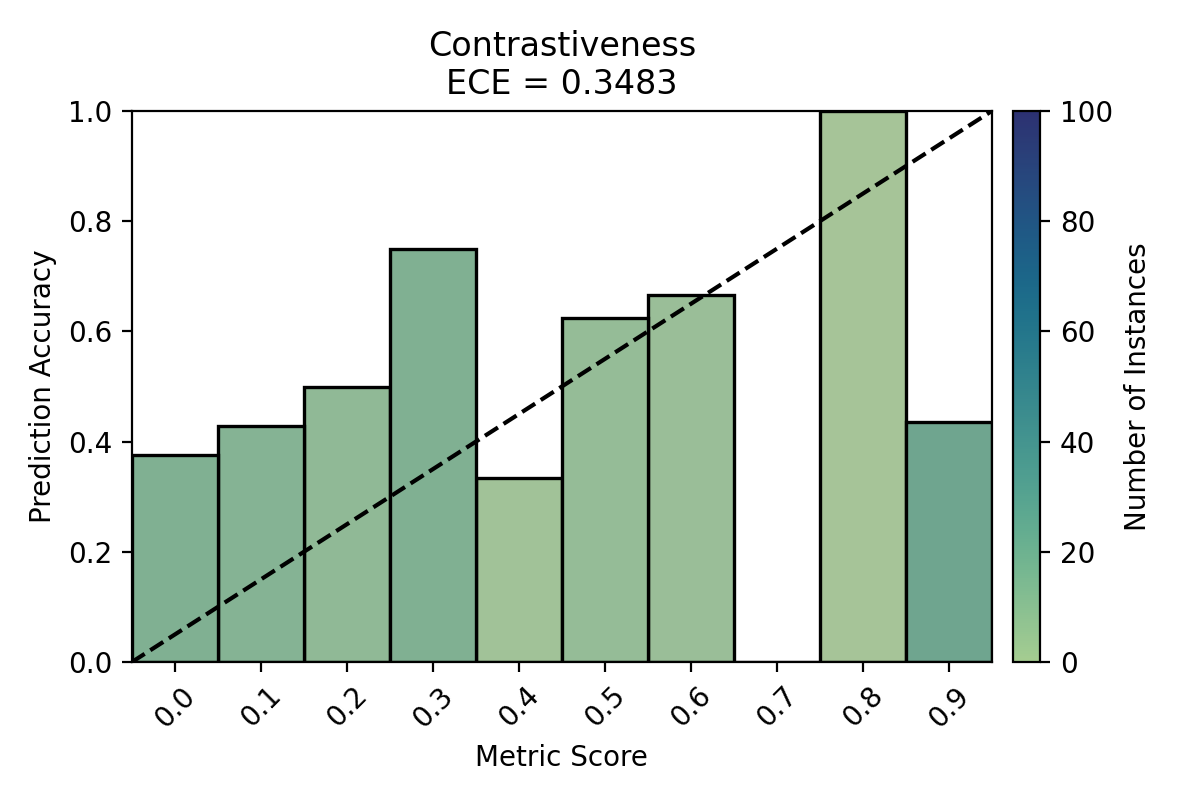 Contrastiveness
ECE = 0.3483
1.0
0.8
0.6
0.4
0.2
0.0
Prediction Accuracy
0.0 0.1 0.2 0.3 0.4 0.5 0.6 0.7 0.8 0.9
Metric Score
100
80
60
40
20
0
Number of Instances